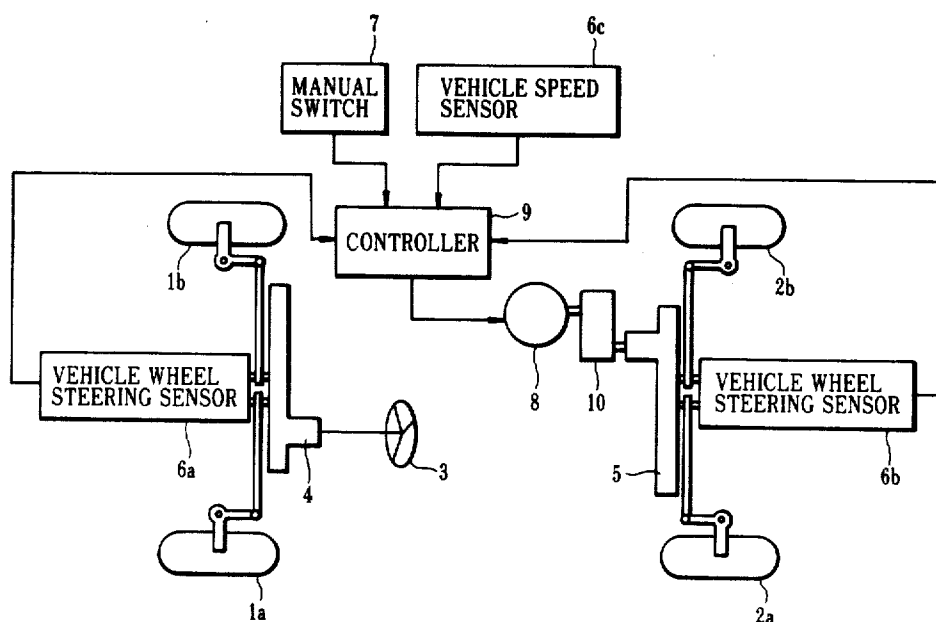 7
6c
MANUAL
SWITCH
VEHICLE SPEED
SENSOR
9
CONTROLLER
1b
2b
8
10
VEHICLE WHEEL
STEERING SENSOR
VEHICLE WHEEL
STEERING SENSOR
6a
4
3
5
6b
1a
2a